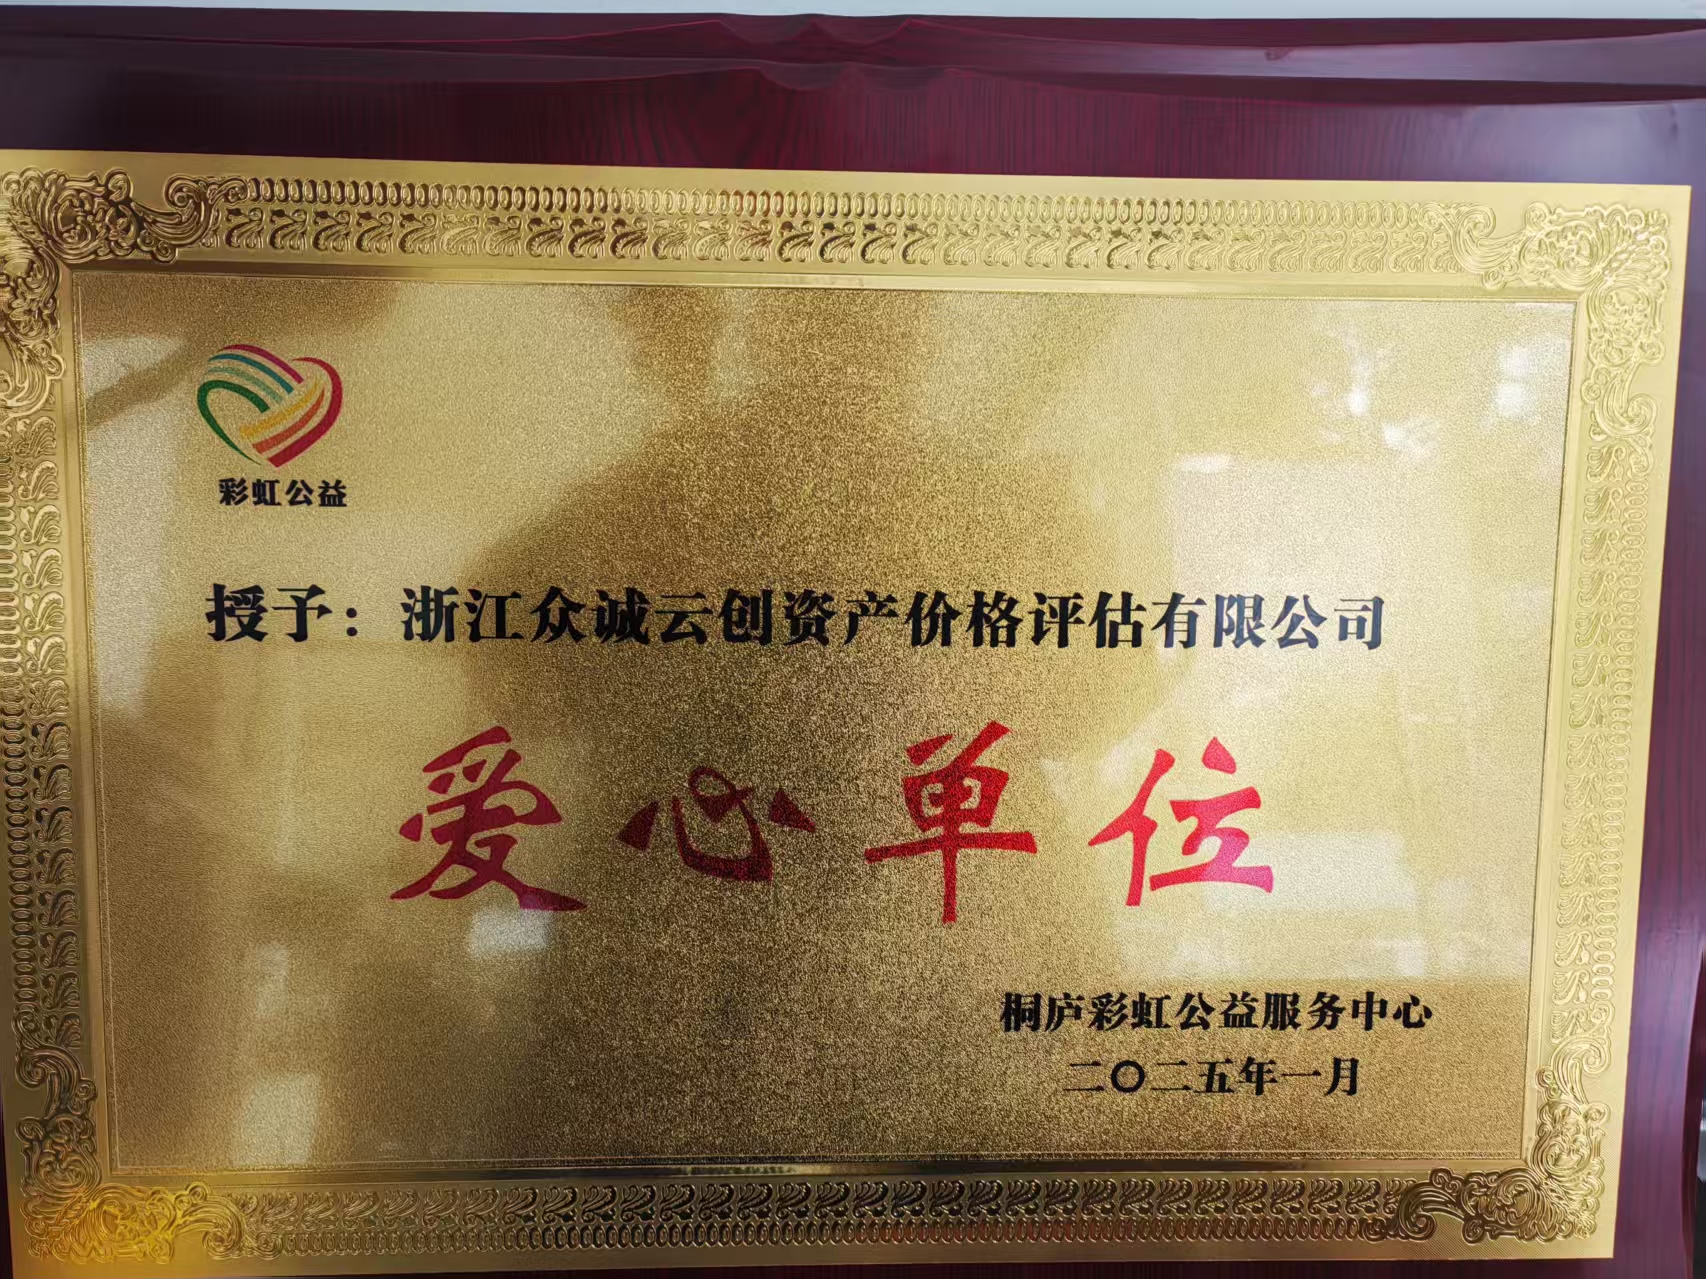 彩虹公益
授予：浙江众诚云创资产价格评估有限公司
爱心单位
桐庐彩虹公益服务中心
二〇二五年一月